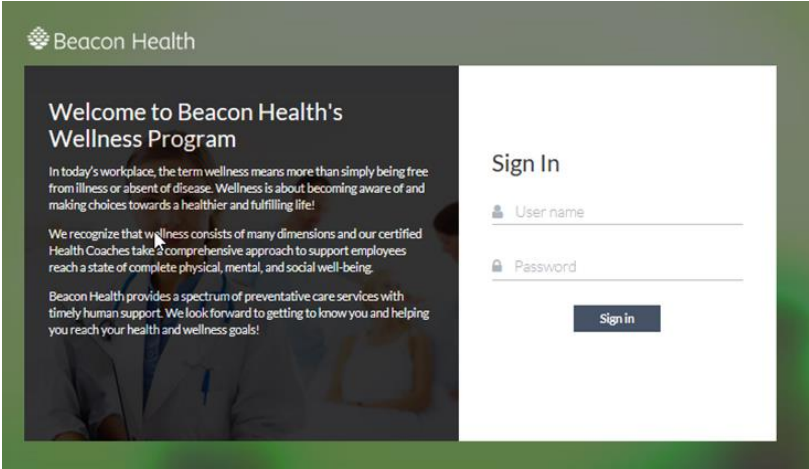 Beacon Health
Welcome to Beacon Health's
Wellness Program
In today's workplace, the term wellness means more than simply being free
from illness or absent of disease. Wellness is about becoming aware of and
making choices towards a healthier and fulfilling life!
We recognize that wellness consists of many dimensions and our certified
Health Coaches take a comprehensive approach to support employees
reach a state of complete physical, mental, and social well-being.
Beacon Health provides a spectrum of preventative care services with
timely human support. We look forward to getting to know you and helping
you reach your health and wellness goals!
Sign In
User name
Password
Sign in